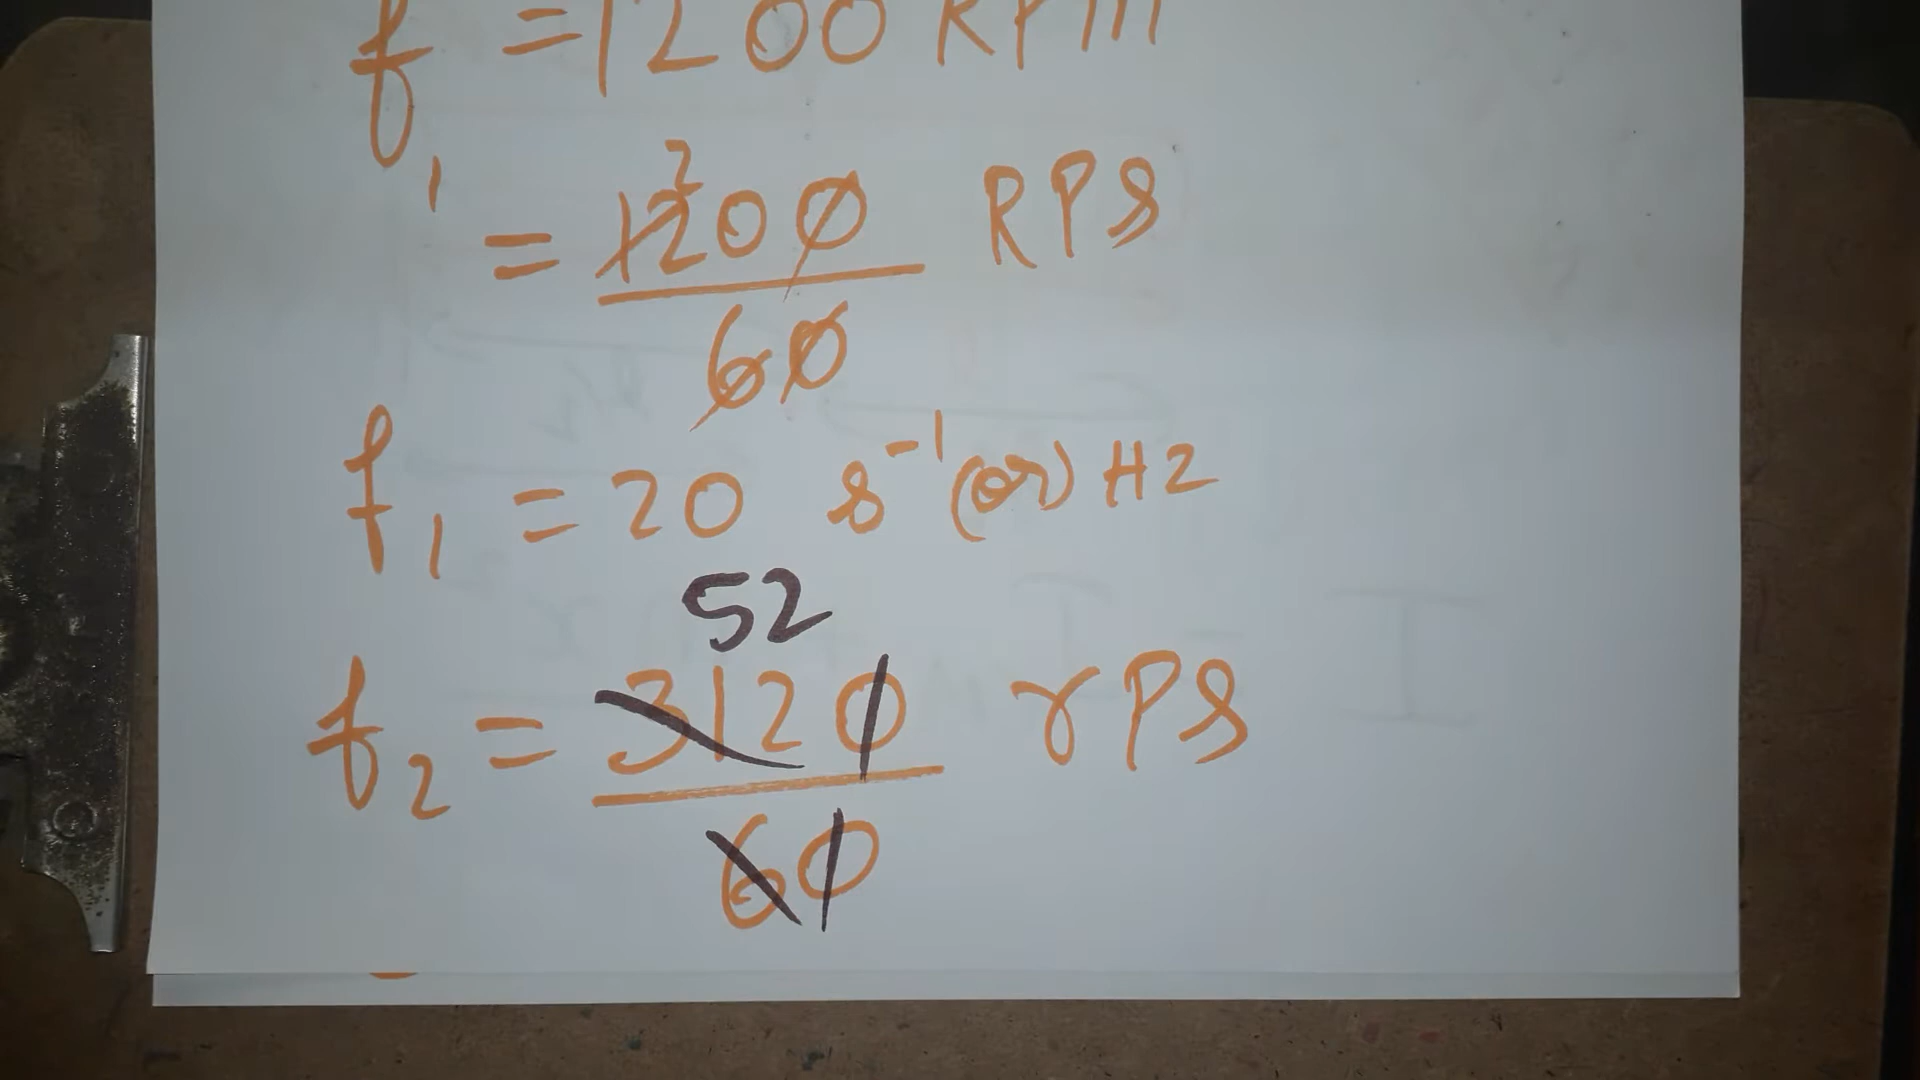 f₁ = 1200 RPM
2
= 1200 RPS
60
f₁ = 20 s⁻¹ (or) Hz
52
f₂ = 3120 rPS
60